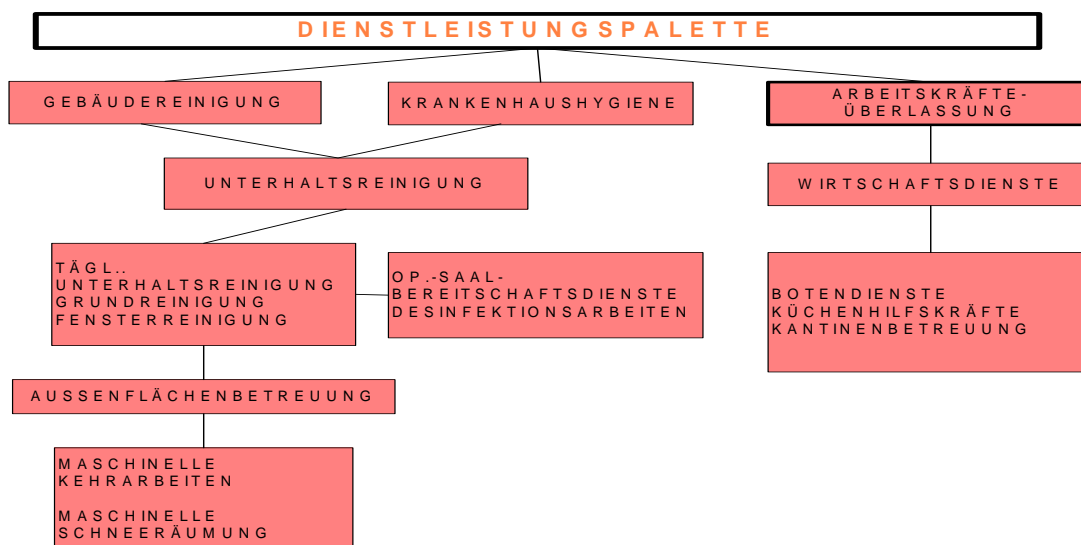 DIENSTLEISTUNGSPALETTE
GEBÄUDEREINIGUNG
KRANKENHAUSHYGIENE
ARBEITSKRÄFTE-
ÜBERLASSUNG
UNTERHALTSREINIGUNG
WIRTSCHAFTSDIENSTE
TÄGL..
UNTERHALTSREINIGUNG
GRUNDREINIGUNG
FENSTERREINIGUNG
OP.-SAAL-
BEREITSCHAFTSDIENSTE
DESINFEKTIONSARBEITEN
BOTENDIENSTE
KÜCHENHILFSKRÄFTE
KANTINENBETREUUNG
AUSSENFLÄCHENBETREUUNG
MASCHINELLE
KEHRARBEITEN
MASCHINELLE
SCHNEERÄUMUNG